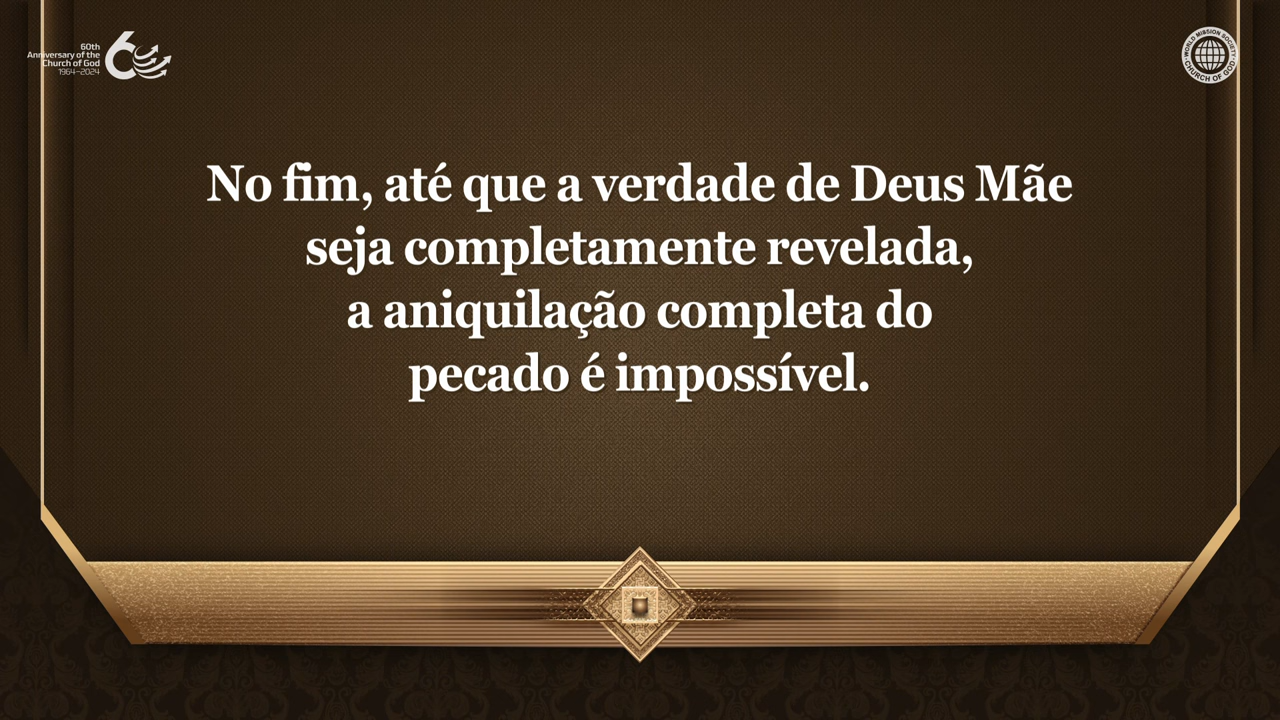 60th
Anniversary of the
Church of God
1964–2024
WORLD MISSION SOCIETY
CHURCH OF GOD
No fim, até que a verdade de Deus Mãe
seja completamente revelada,
a aniquilação completa do
pecado é impossível.